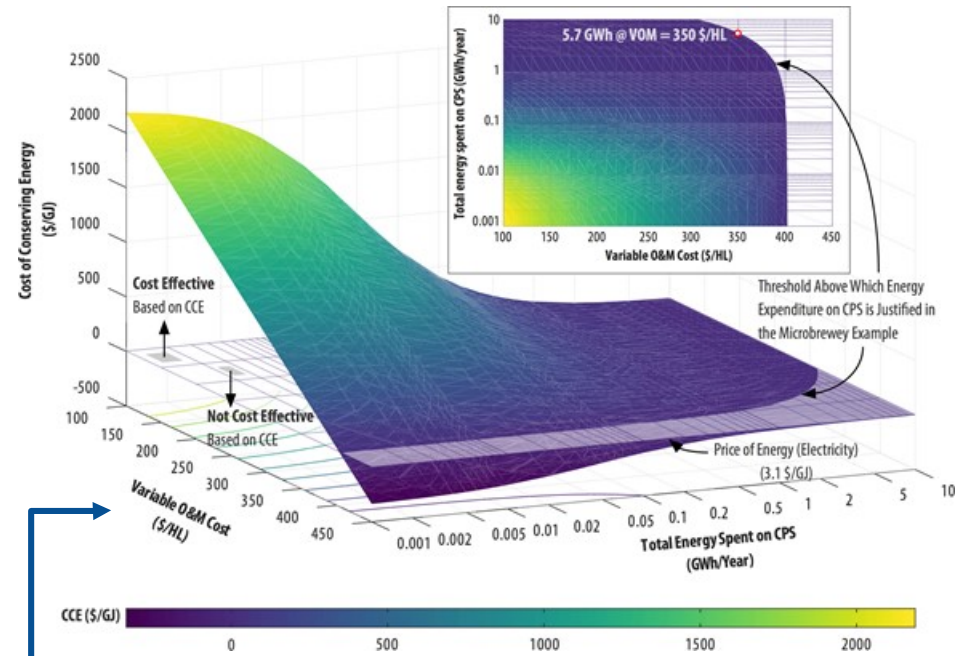 2500
2000
1500
1000
500
0
-500
Cost of Conserving Energy
($/GJ)
Cost Effective
Based on CCE
Not Cost Effective
Based on CCE
100
150
200
250
300
350
400
450
Variable O&M Cost
($/HL)
0.001 0.002 0.005 0.01 0.02 0.05 0.1 0.2 0.5 1 2 5 10
Total Energy Spent on CPS
(GWh/Year)
Price of Energy (Electricity)
(3.1 $/GJ)
Threshold Above Which Energy
Expenditure on CPS is Justified in
the Microbrewey Example
5.7 GWh @ VOM = 350 $/HL
Total energy spent on CPS (GWh/year)
10
1
0.1
0.01
0.001
100 150 200 250 300 350 400 450
Variable O&M Cost ($/HL)
CCE ($/GJ)
0 500 1000 1500 2000